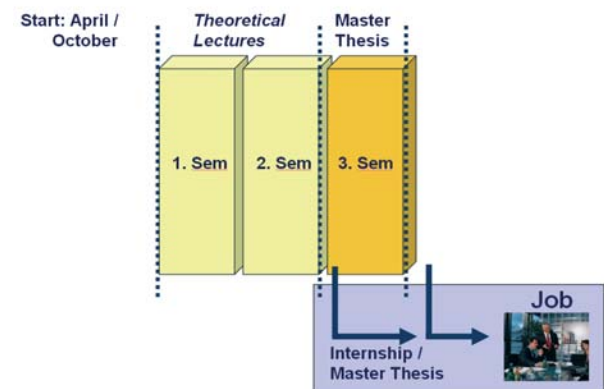 Start: April /
October
Theoretical
Lectures
Master
Thesis
1. Sem
2. Sem
3. Sem
Job
Internship /
Master Thesis